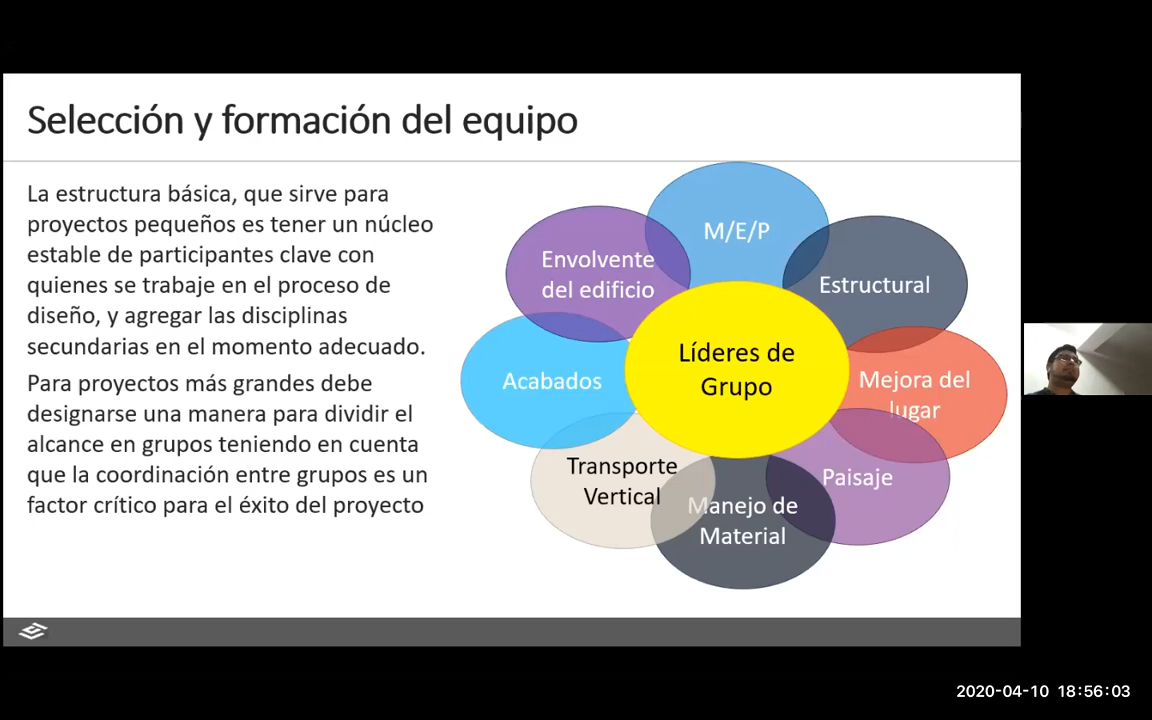 Selección y formación del equipo
La estructura básica, que sirve para
proyectos pequeños es tener un núcleo
estable de participantes clave con
quienes se trabaje en el proceso de
diseño, y agregar las disciplinas
secundarias en el momento adecuado.
Para proyectos más grandes debe
designarse una manera para dividir el
alcance en grupos teniendo en cuenta
que la coordinación entre grupos es un
factor crítico para el éxito del proyecto
M/E/P
Envolvente
del edificio
Estructural
Líderes de
Grupo
Acabados
Mejora del
lugar
Transporte
Vertical
Paisaje
Manejo de
Material
2020-04-10 18:56:03